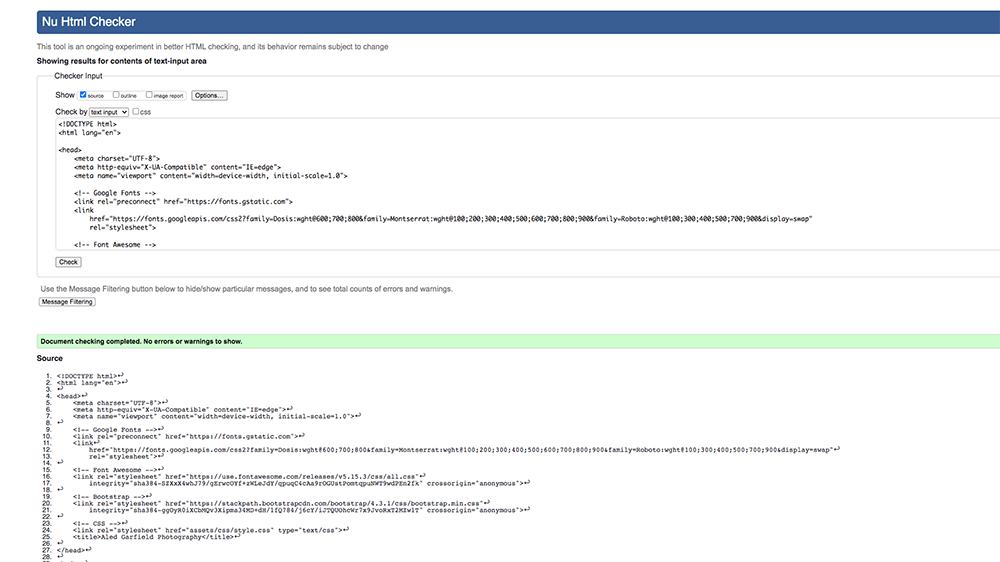 Nu Html Checker
This tool is an ongoing experiment in better HTML checking, and its behavior remains subject to change
Showing results for contents of text-input area
Checker Input
Show source outline image report Options...
Check by text input css
<!DOCTYPE html>
<html lang="en">
<head>
<meta charset="UTF-8">
<meta http-equiv="X-UA-Compatible" content="IE=edge">
<meta name="viewport" content="width=device-width, initial-scale=1.0">
<!-- Google Fonts -->
<link rel="preconnect" href="https://fonts.gstatic.com">
<link
href="https://fonts.googleapis.com/css2?family=Dosis:wght@600;700;800&family=Montserrat:wght@100;200;300;400;500;600;700;800;900&family=Roboto:wght@100;300;400;500;700;900&display=swap"
rel="stylesheet">
<!-- Font Awesome -->
Check
Use the Message Filtering button below to hide/show particular messages, and to see total counts of errors and warnings.
Message Filtering
Document checking completed. No errors or warnings to show.
Source
1. <!DOCTYPE html>↩
2. <html lang="en">↩
3. ↩
4. <head>↩
5. <meta charset="UTF-8">↩
6. <meta http-equiv="X-UA-Compatible" content="IE=edge">↩
7. <meta name="viewport" content="width=device-width, initial-scale=1.0">↩
8. ↩
9. <!-- Google Fonts -->↩
10. <link rel="preconnect" href="https://fonts.gstatic.com">↩
11. <link↩
12. href="https://fonts.googleapis.com/css2?family=Dosis:wght@600;700;800&family=Montserrat:wght@100;200;300;400;500;600;700;800;900&family=Roboto:wght@100;300;400;500;700;900&display=swap"↩
13. rel="stylesheet">↩
14. ↩
15. <!-- Font Awesome -->↩
16. <link rel="stylesheet" href="https://use.fontawesome.com/releases/v5.15.3/css/all.css"↩
17. crossorigin="anonymous">↩
18. ↩
19. <!-- Bootstrap -->↩
20. <link rel="stylesheet" href="https://stackpath.bootstrapcdn.com/bootstrap/4.3.1/css/bootstrap.min.css"↩
21. integrity="sha384-ggOyR0iXCbMQv3Xipma34MD+dH/1fQ784/j6cY/iJTQUOhcWr7x9JvoRxT2MZw1T" crossorigin="anonymous">↩
22. ↩
23. <!-- CSS -->↩
24. <link rel="stylesheet" href="assets/css/style.css" type="text/css">↩
25. <title>Aled Garfield Photography</title>↩
26. ↩
27. </head>↩
28. ↩